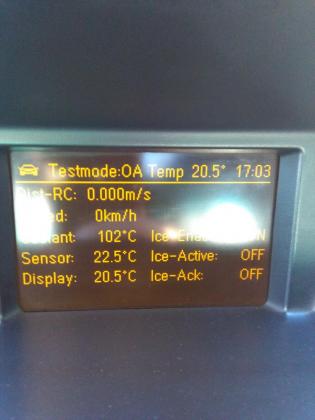 Testmode:OA Temp 20.5° 17:03
Dist-RC: 0.000m/s
0km/h
102°C
Sensor: 22.5°C Ice-Active: OFF
Display: 20.5°C Ice-Ack: OFF